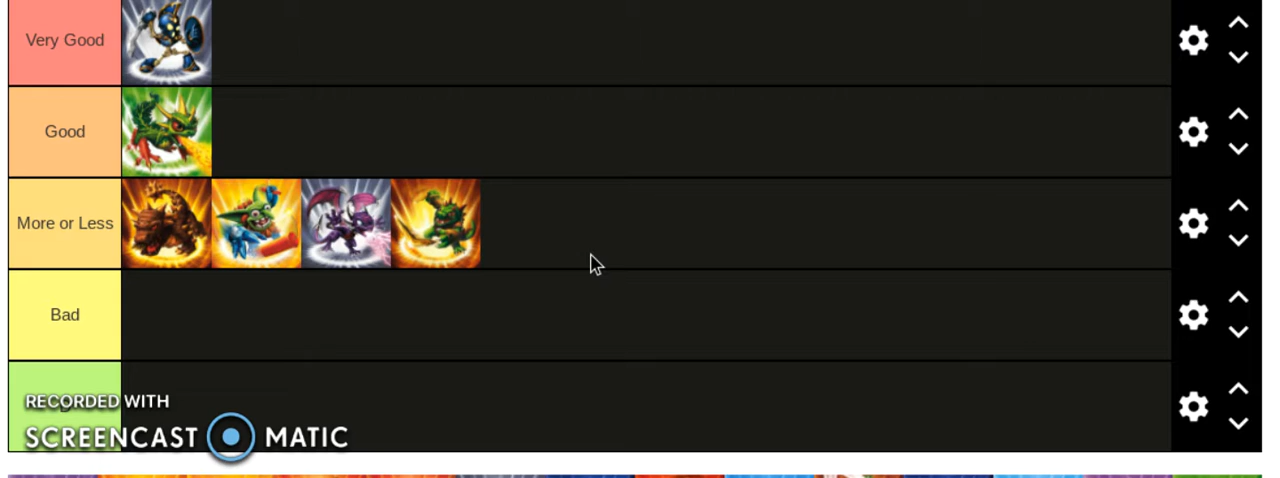 Very Good
Good
More or Less
Bad
RECORDED WITH
SCREENCAST MATIC